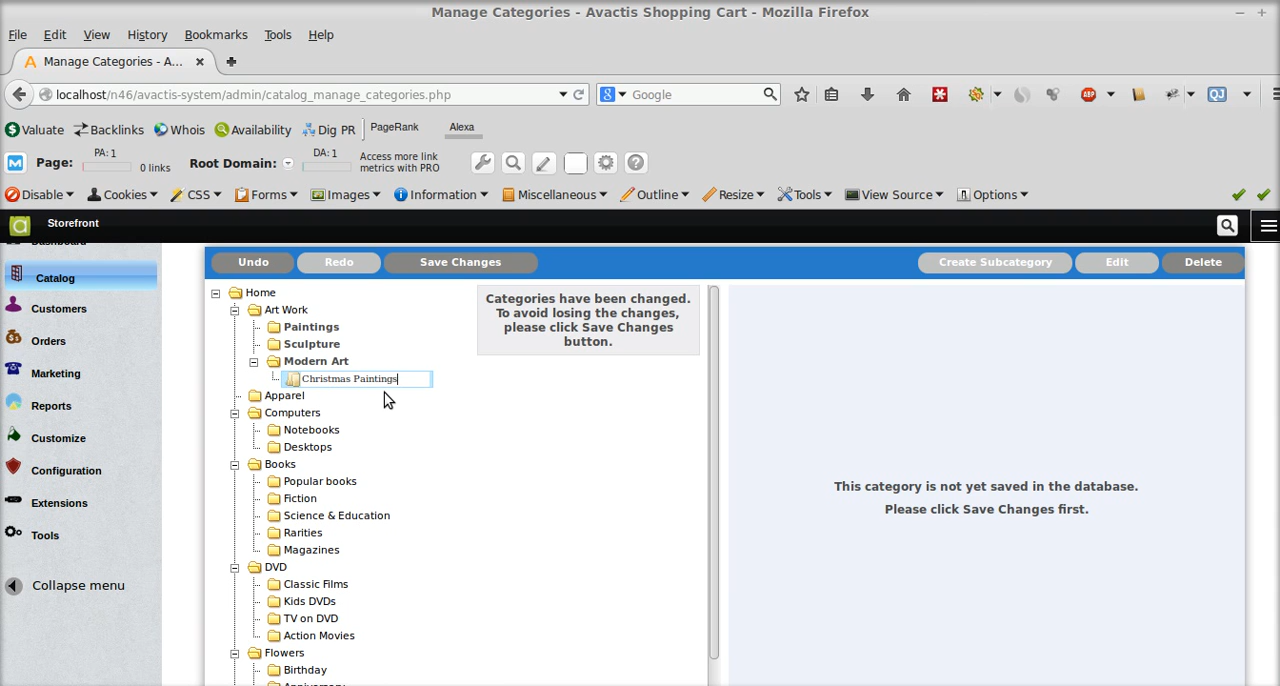 Manage Categories - Avactis Shopping Cart - Mozilla Firefox
File Edit View History Bookmarks Tools Help
Manage Categories - A...
localhost/n46/avactis-system/admin/catalog_manage_categories.php
Google
ABP
QJ
Valuate Backlinks Whois Availability Dig PR PageRank Alexa
Page: PA: 1 0 links Root Domain: DA: 1 Access more link metrics with PRO
Disable Cookies CSS Forms Images Information Miscellaneous Outline Resize Tools View Source Options
Storefront
Dashboard
Catalog
Customers
Orders
Marketing
Reports
Customize
Configuration
Extensions
Tools
Collapse menu
Undo Redo Save Changes Create Subcategory Edit Delete
Home
Art Work
Paintings
Sculpture
Modern Art
Christmas Paintings
Apparel
Computers
Notebooks
Desktops
Books
Popular books
Fiction
Science & Education
Rarities
Magazines
DVD
Classic Films
Kids DVDs
TV on DVD
Action Movies
Flowers
Birthday
Anniversary
Categories have been changed.
To avoid losing the changes,
please click Save Changes
button.
This category is not yet saved in the database.
Please click Save Changes first.